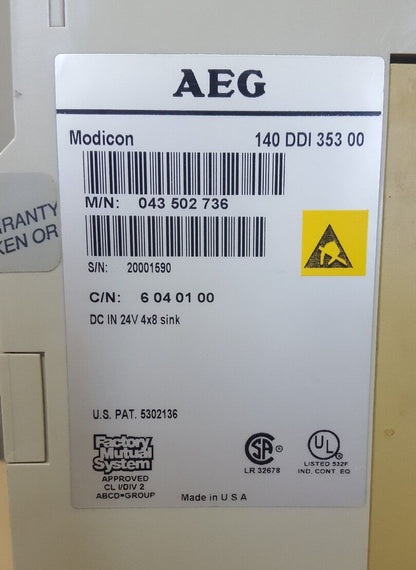 AEG
Modicon 140 DDI 353 00
M/N: 043 502 736
S/N: 20001590
C/N: 6 04 01 00
DC IN 24V 4x8 sink
U.S. PAT. 5302136
Factory
Mutual
System
APPROVED
CL I/DIV 2
ABCD=GROUP
Made in U S A
LR 32678
UL
LISTED 532F
IND. CONT. EQ
RANTY
KEN OR